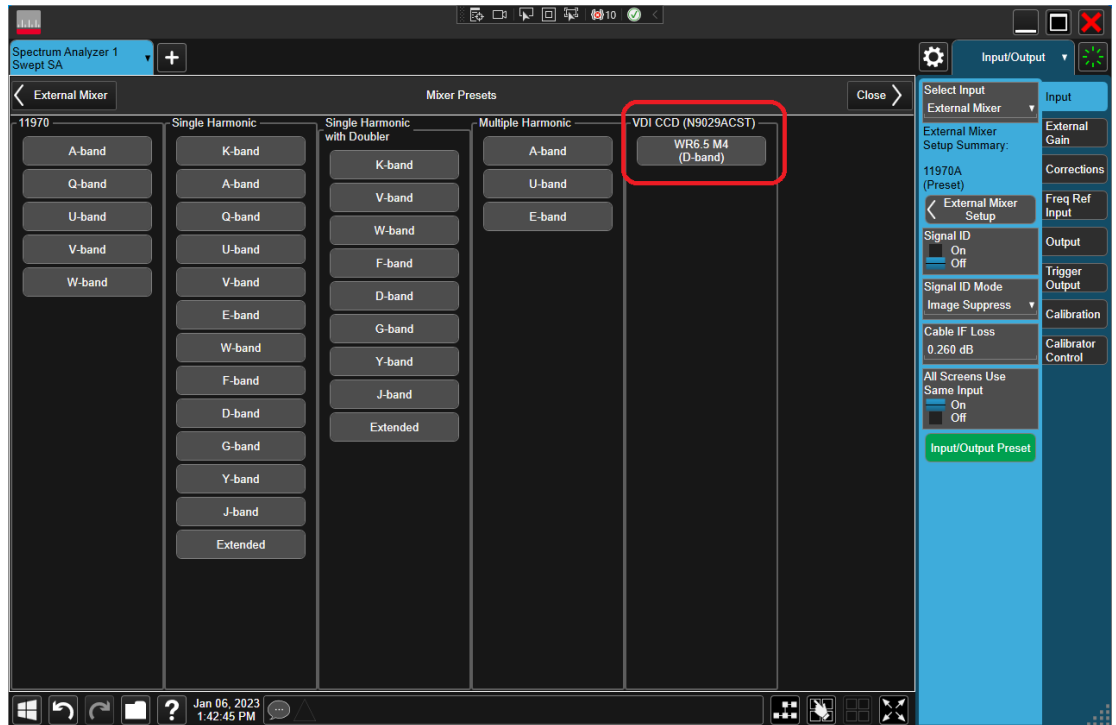 10
Spectrum Analyzer 1
Swept SA
+
Input/Output
External Mixer
Mixer Presets
Close
11970
A-band
Q-band
U-band
V-band
W-band
Single Harmonic
K-band
A-band
Q-band
U-band
V-band
E-band
W-band
F-band
D-band
G-band
Y-band
J-band
Extended
Single Harmonic
with Doubler
K-band
V-band
W-band
F-band
D-band
G-band
Y-band
J-band
Extended
Multiple Harmonic
A-band
U-band
E-band
VDI CCD (N9029ACST)
WR6.5 M4
(D-band)
Select Input
External Mixer
External Mixer
Setup Summary:
11970A
(Preset)
External Mixer
Setup
Signal ID
On
Off
Signal ID Mode
Image Suppress
Cable IF Loss
0.260 dB
All Screens Use
Same Input
On
Off
Input/Output Preset
Input
External
Gain
Corrections
Freq Ref
Input
Output
Trigger
Output
Calibration
Calibrator
Control
?
Jan 06, 2023
1:42:45 PM